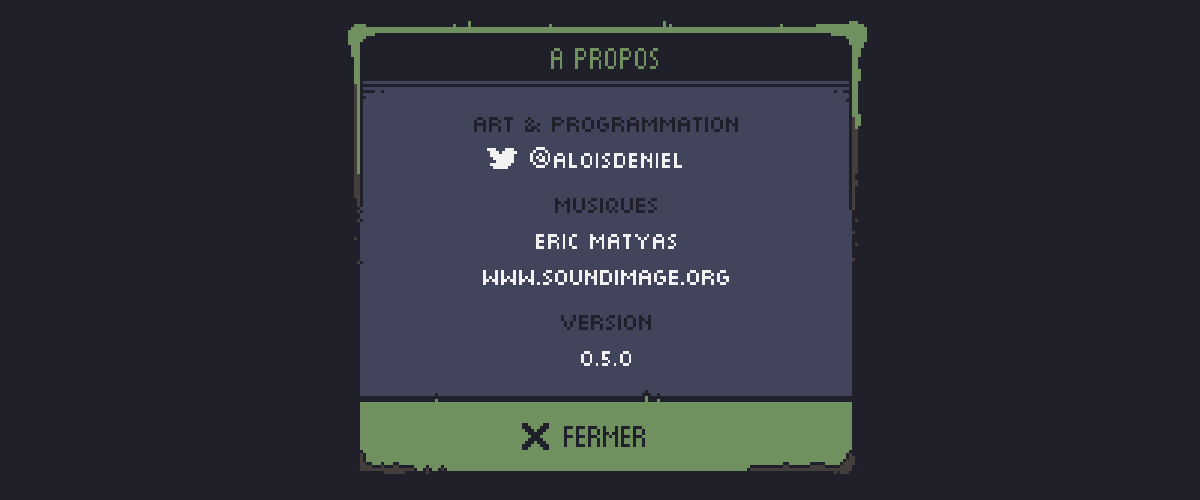 A PROPOS
ART & PROGRAMMATION
@ALOISDENIEL
MUSIQUES
ERIC MATYAS
WWW.SOUNDIMAGE.ORG
VERSION
0.5.0
FERMER